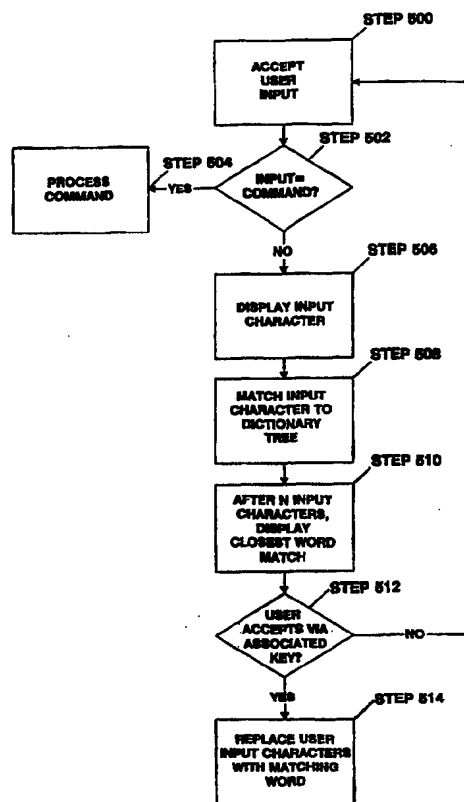 STEP 500
ACCEPT
USER
INPUT
STEP 502
STEP 504
PROCESS
COMMAND
YES
INPUT=
COMMAND?
NO
STEP 506
DISPLAY INPUT
CHARACTER
STEP 508
MATCH INPUT
CHARACTER TO
DICTIONARY
TREE
STEP 510
AFTER N INPUT
CHARACTERS,
DISPLAY
CLOSEST WORD
MATCH
STEP 512
USER
ACCEPTS VIA
ASSOCIATED
KEY?
NO
YES
STEP 514
REPLACE USER
INPUT CHARACTERS
WITH MATCHING
WORD